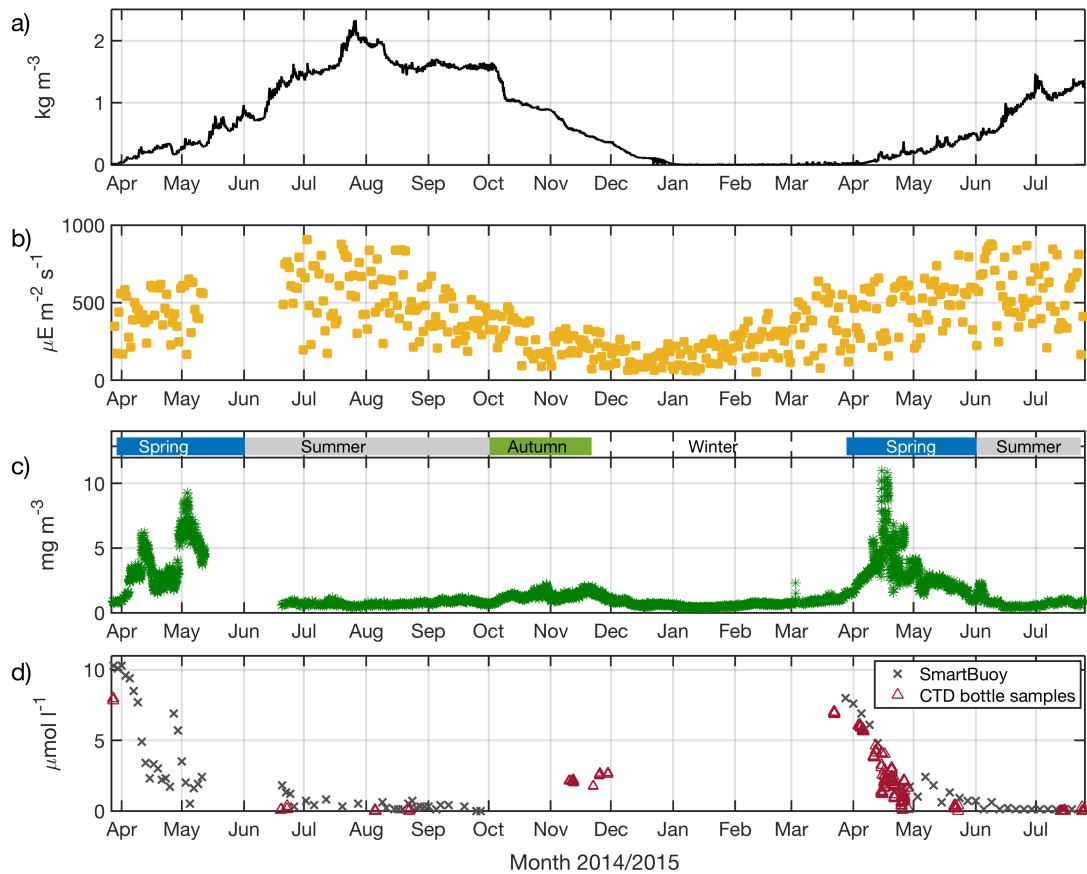 a)
kg m-3
2
1
0
Apr May Jun Jul Aug Sep Oct Nov Dec Jan Feb Mar Apr May Jun Jul
b)
μE m-2 s-1
1000
500
0
Apr May Jun Jul Aug Sep Oct Nov Dec Jan Feb Mar Apr May Jun Jul
Spring Summer Autumn Winter Spring Summer
c)
mg m-3
10
5
0
Apr May Jun Jul Aug Sep Oct Nov Dec Jan Feb Mar Apr May Jun Jul
d)
μmol l-1
10
5
0
SmartBuoy
CTD bottle samples
Apr May Jun Jul Aug Sep Oct Nov Dec Jan Feb Mar Apr May Jun Jul
Month 2014/2015